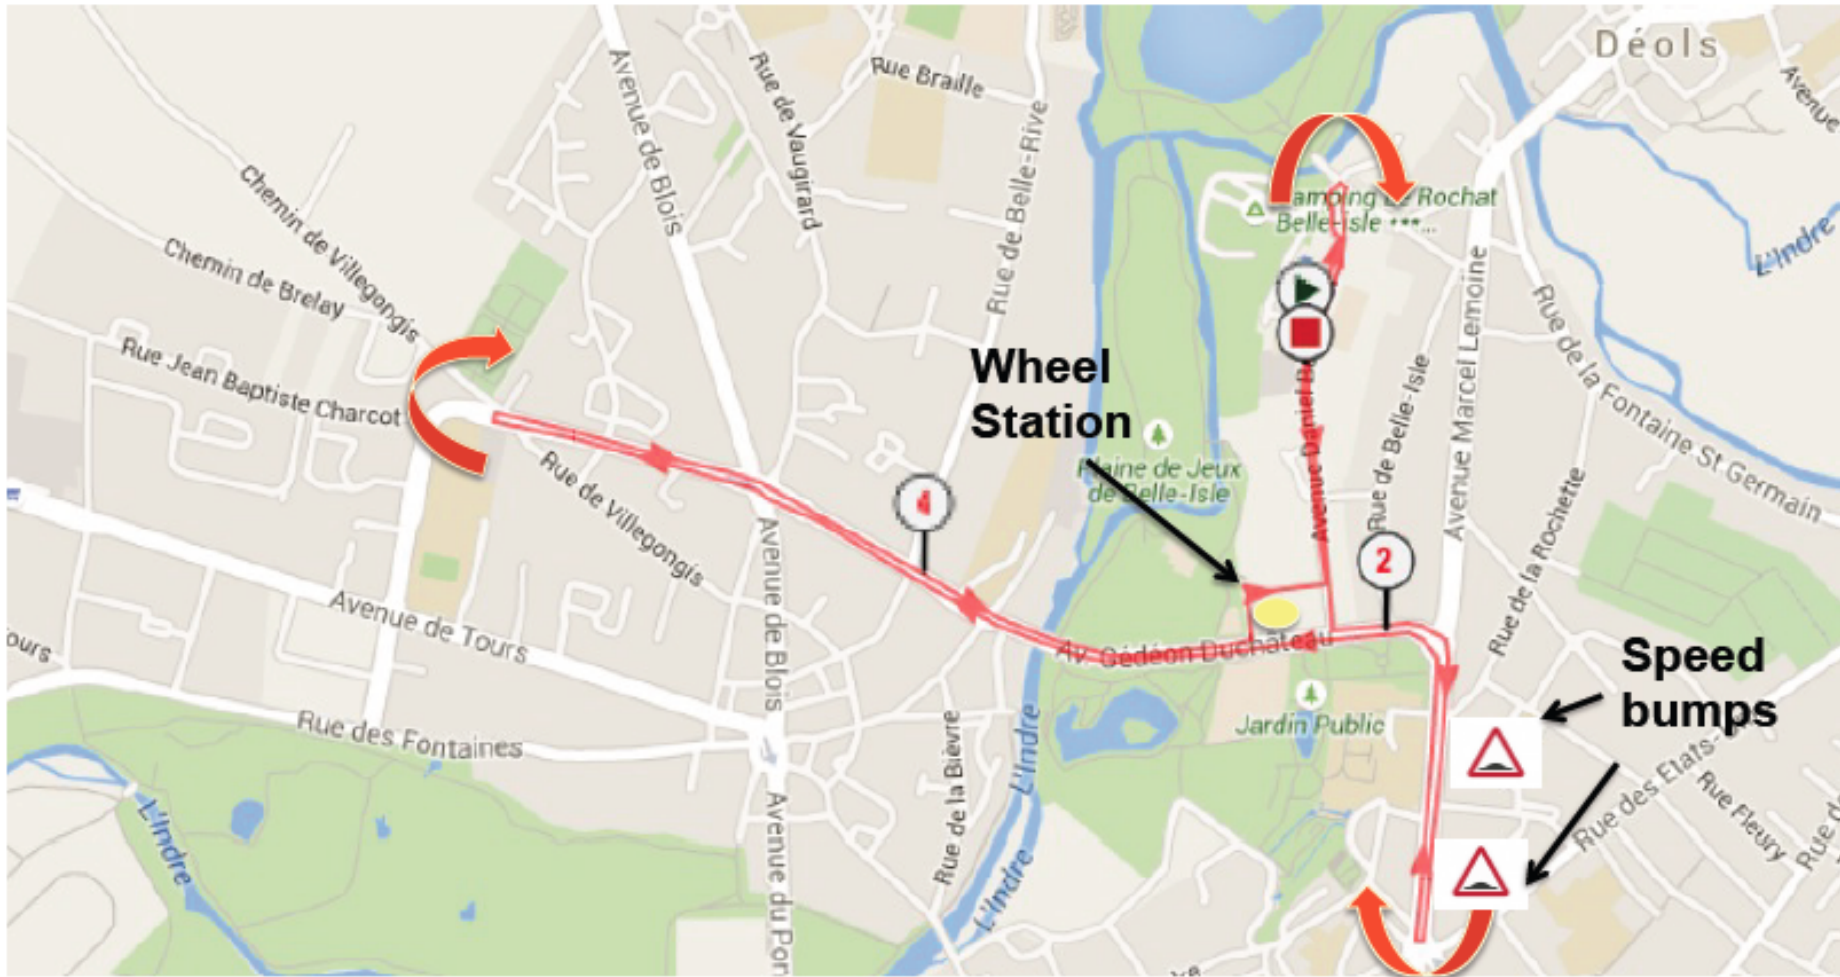 Déols
Avenue
Rue Braille
Avenue de Blois
Rue de Vaugirard
Rue de Belle-Rive
Chemin de Villegongis
Chemin de Brelay
Rue Jean Baptiste Charcot
Camping Le Rochat
Belle-Isle ***...
L'Indre
Avenue Marcel Lemoine
Rue de la Fontaine St Germain
Wheel
Station
Plaine de Jeux
de Belle-Isle
Rue de Belle-Isle
Rue de Villegongis
4
2
Rue de la Rochette
Avenue de Tours
Avenue de Blois
Av. Gédéon Duchâteau
Speed
bumps
Jardin Public
Rue des Fontaines
Rue de la Bièvre
L'Indre
L'Indre
L'Indre
Rue des Etats-
Rue Fleury
Rue de
Avenue du Pon